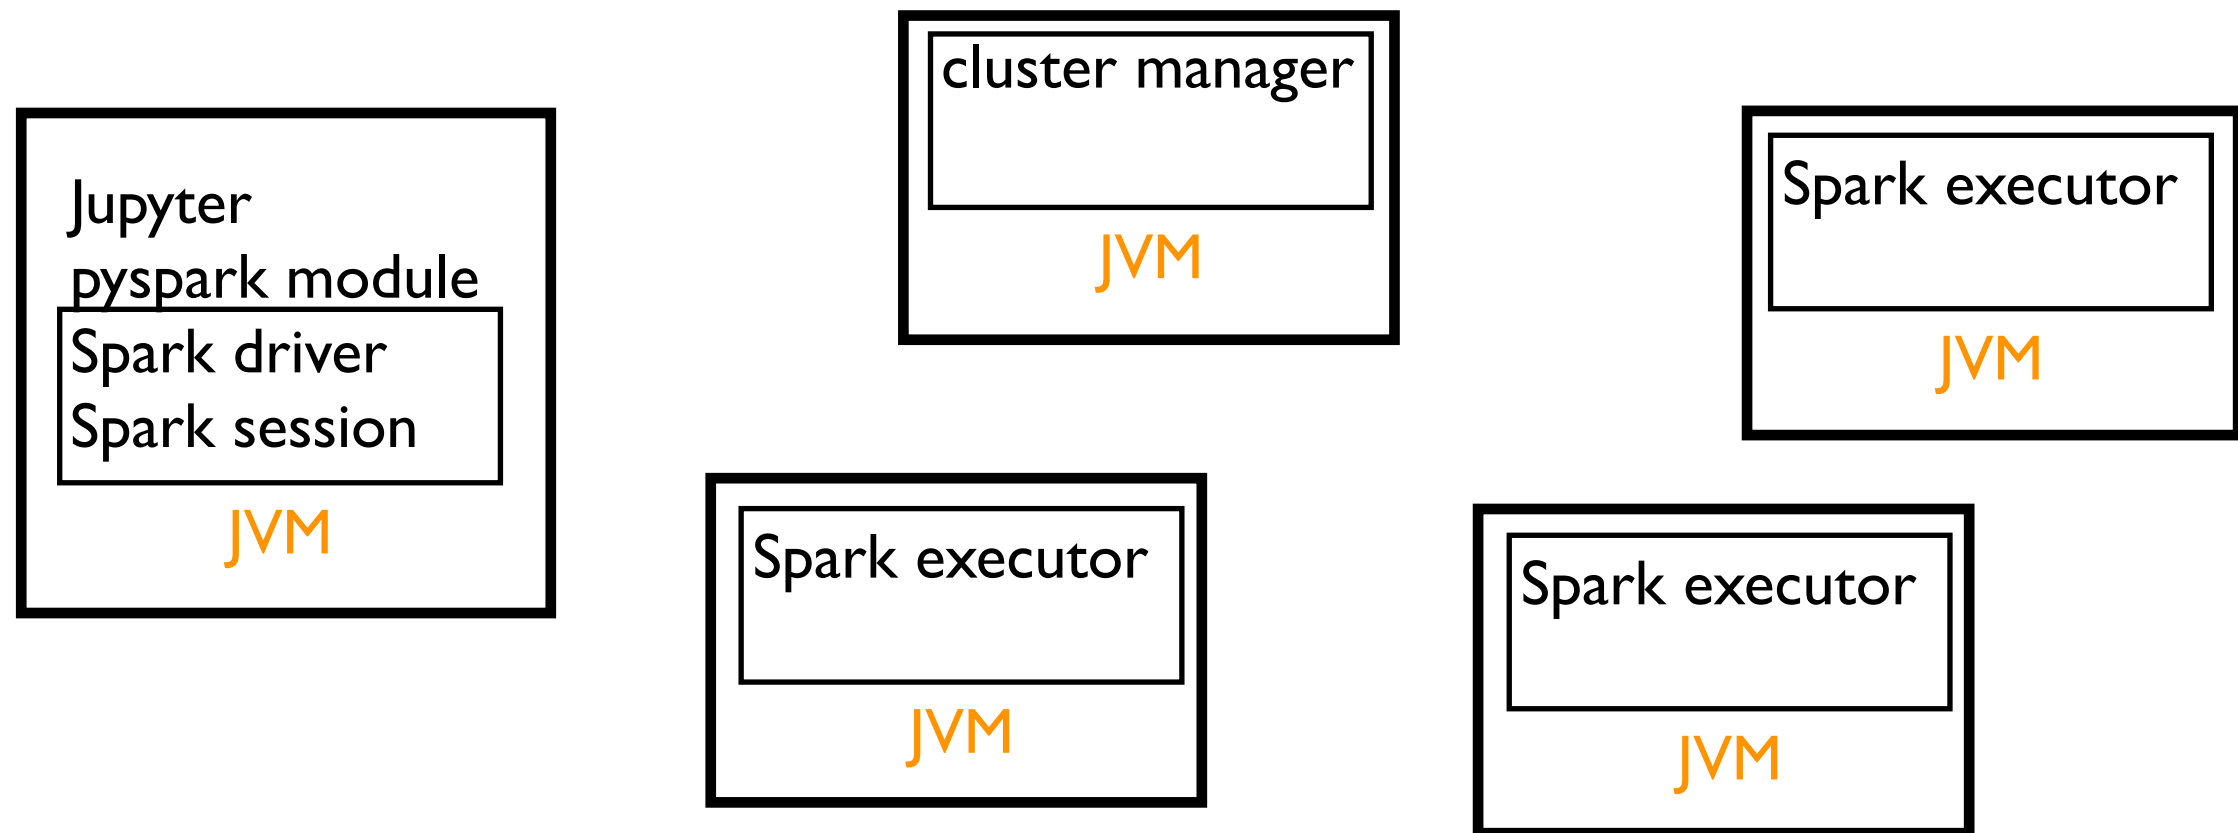 Jupyter
pyspark module
Spark driver
Spark session
JVM
cluster manager
JVM
Spark executor
JVM
Spark executor
JVM
Spark executor
JVM